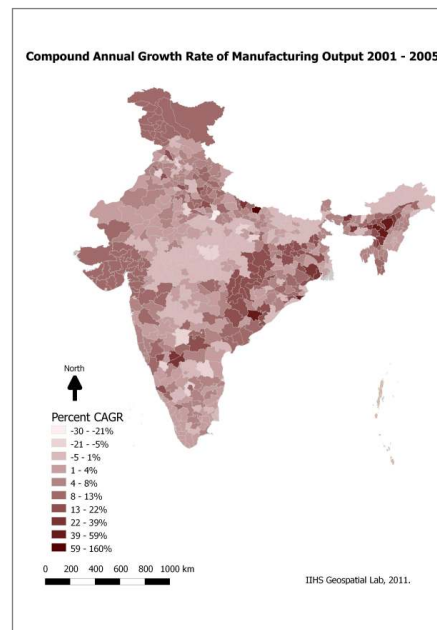 Compound Annual Growth Rate of Manufacturing Output 2001 - 2005
North
Percent CAGR
-30 - -21%
-21 - -5%
-5 - 1%
1 - 4%
4 - 8%
8 - 13%
13 - 22%
22 - 39%
39 - 59%
59 - 160%
0 200 400 600 800 1000 km
IIHS Geospatial Lab, 2011.